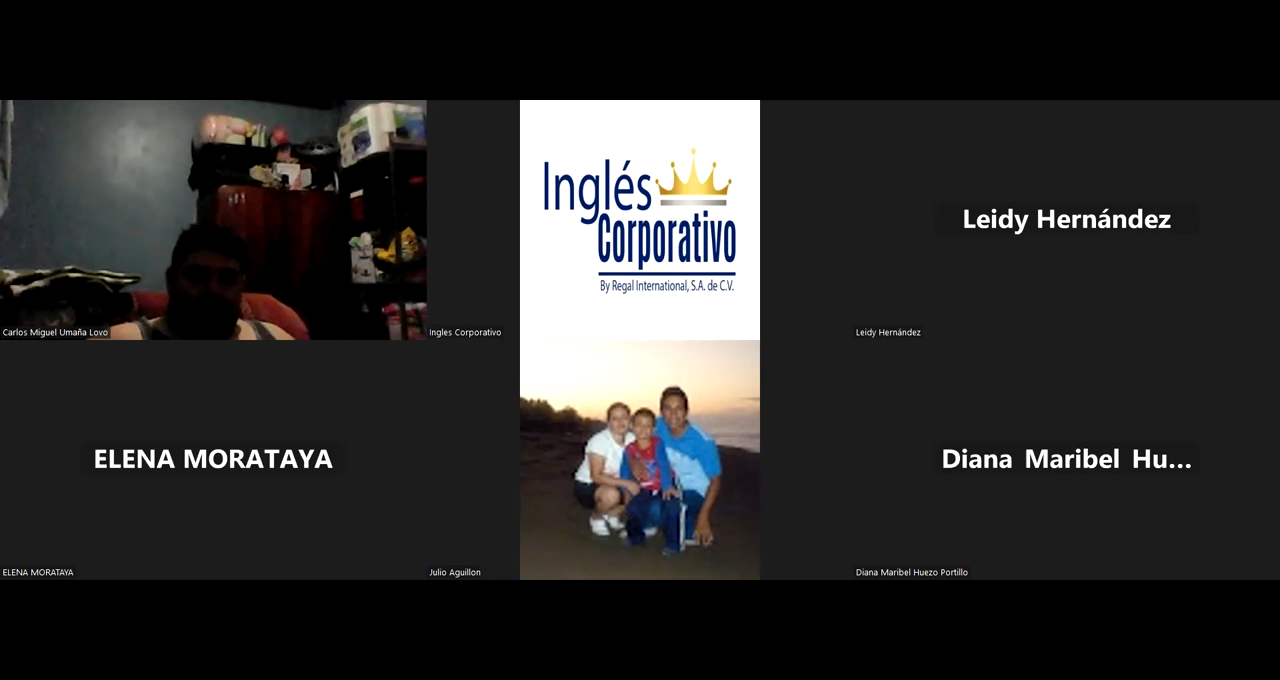 Inglés
Corporativo
By Regal International, S.A. de C.V.
Leidy Hernández
Carlos Miguel Umaña Lovo
Ingles Corporativo
Leidy Hernández
ELENA MORATAYA
Diana Maribel Hu...
ELENA MORATAYA
Julio Aguillon
Diana Maribel Huezo Portillo